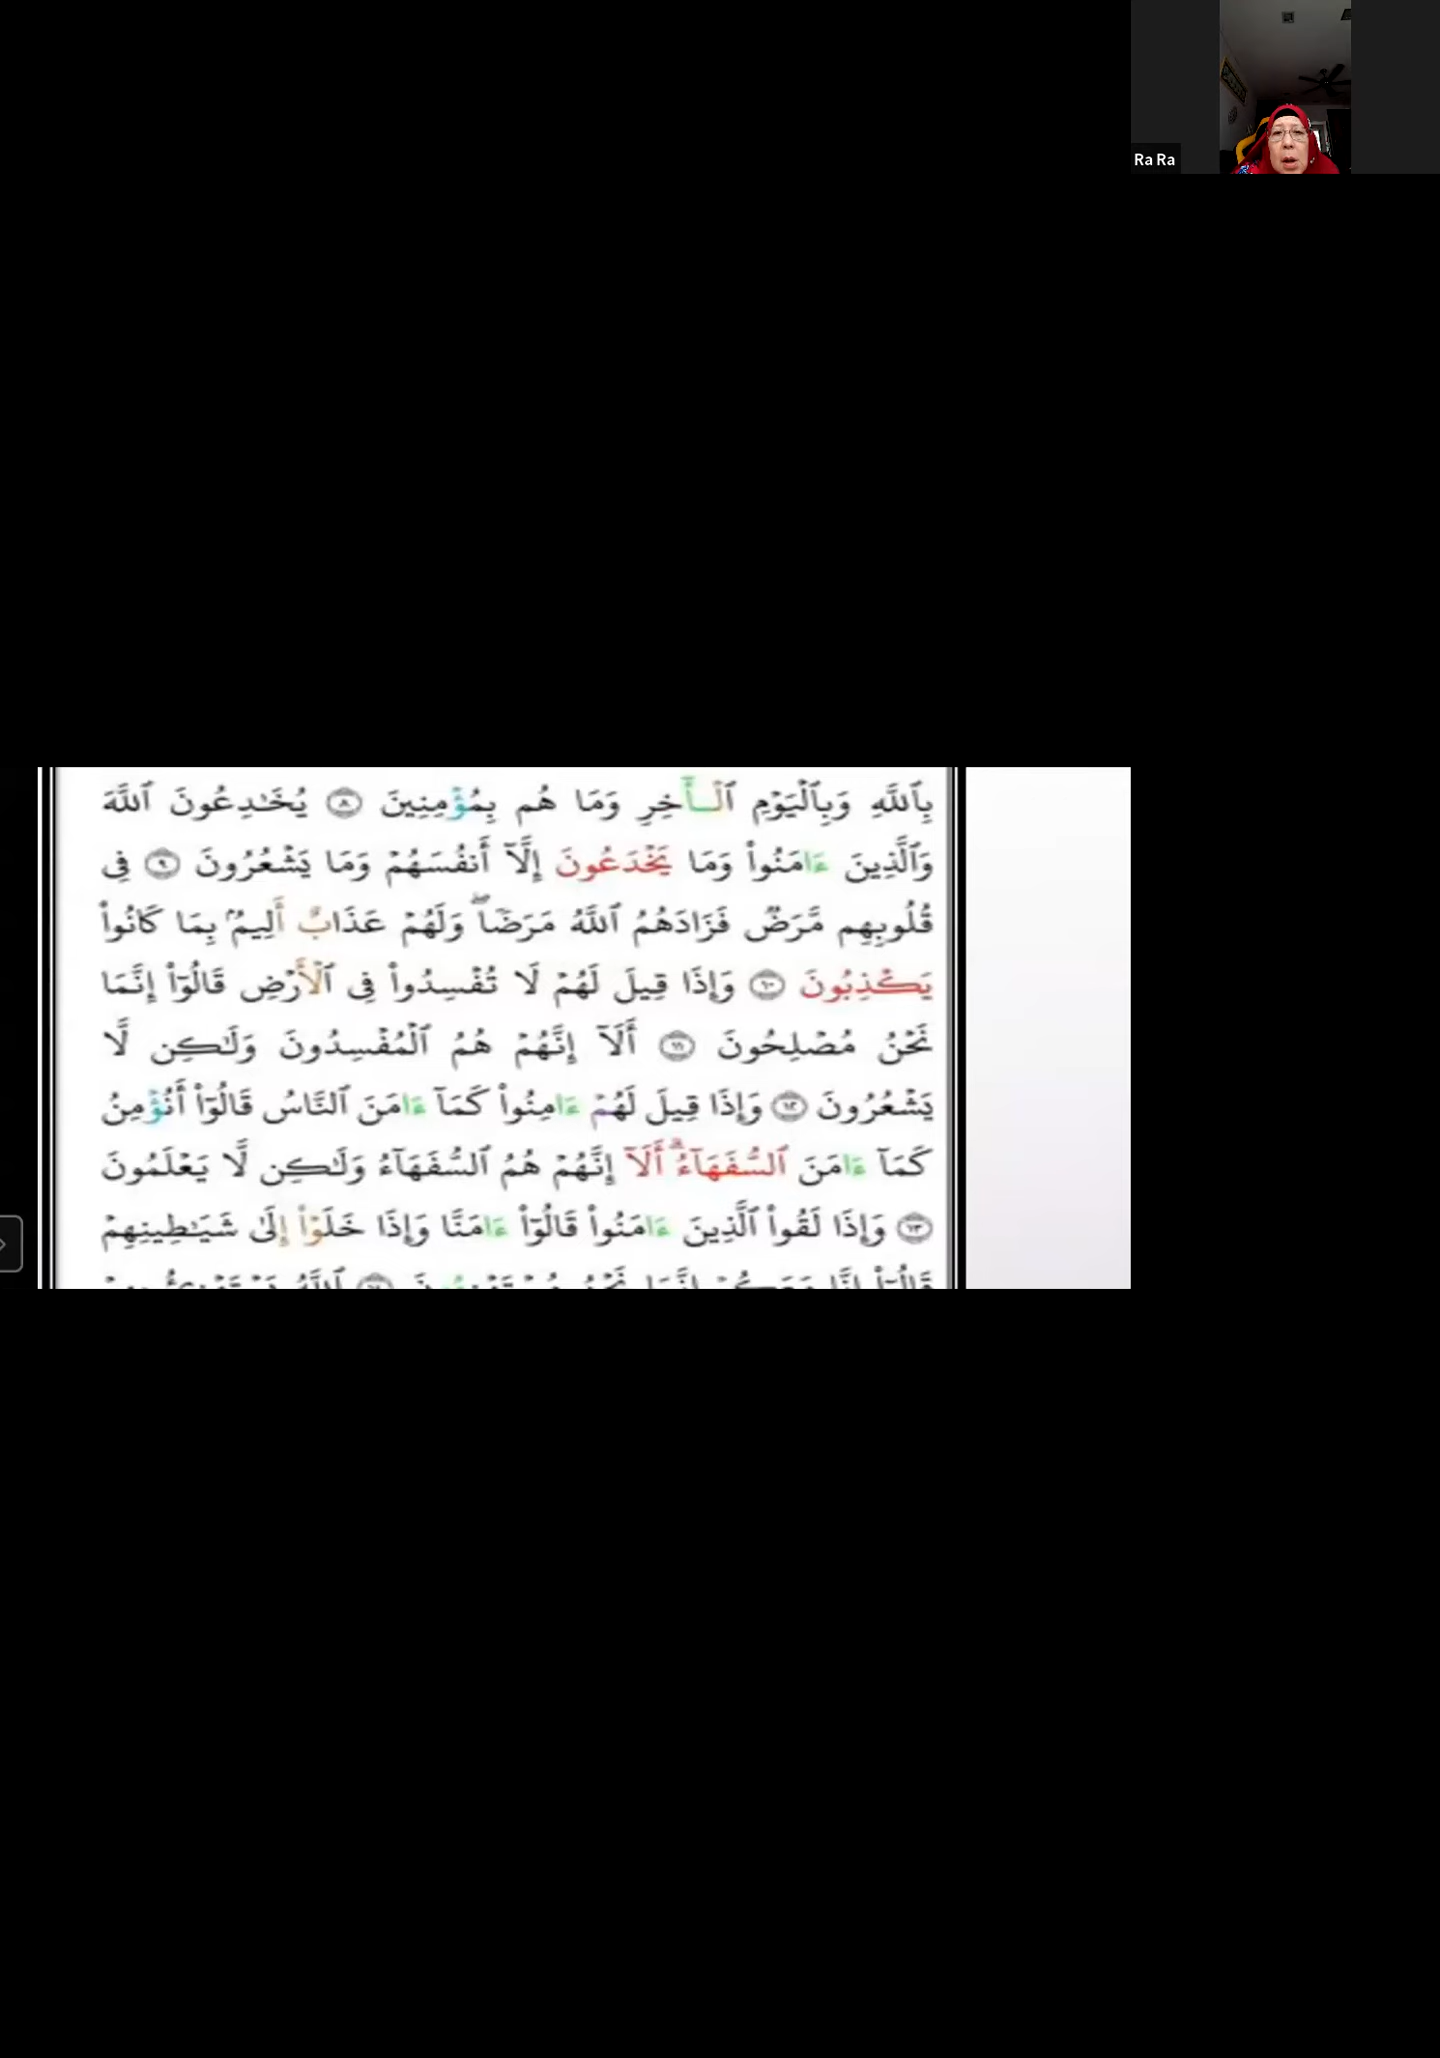 Ra Ra
بِٱللَّهِ وَبِٱلۡيَوۡمِ ٱلۡـَٔاخِرِ وَمَا هُم بِمُؤۡمِنِينَ ٨ يُخَٰدِعُونَ ٱللَّهَ
وَٱلَّذِينَ ءَامَنُواْ وَمَا يَخۡدَعُونَ إِلَّآ أَنفُسَهُمۡ وَمَا يَشۡعُرُونَ ٩ فِي
قُلُوبِهِم مَّرَضٞ فَزَادَهُمُ ٱللَّهُ مَرَضٗاۖ وَلَهُمۡ عَذَابٌ أَلِيمُۢ بِمَا كَانُواْ
يَكۡذِبُونَ ١٠ وَإِذَا قِيلَ لَهُمۡ لَا تُفۡسِدُواْ فِي ٱلۡأَرۡضِ قَالُوٓاْ إِنَّمَا
نَحۡنُ مُصۡلِحُونَ ١١ أَلَآ إِنَّهُمۡ هُمُ ٱلۡمُفۡسِدُونَ وَلَٰكِن لَّا
يَشۡعُرُونَ ١٢ وَإِذَا قِيلَ لَهُمۡ ءَامِنُواْ كَمَآ ءَامَنَ ٱلنَّاسُ قَالُوٓاْ أَنُؤۡمِنُ
كَمَآ ءَامَنَ ٱلسُّفَهَآءُۗ أَلَآ إِنَّهُمۡ هُمُ ٱلسُّفَهَآءُ وَلَٰكِن لَّا يَعۡلَمُونَ
١٣ وَإِذَا لَقُواْ ٱلَّذِينَ ءَامَنُواْ قَالُوٓاْ ءَامَنَّا وَإِذَا خَلَوۡاْ إِلَىٰ شَيَٰطِينِهِمۡ